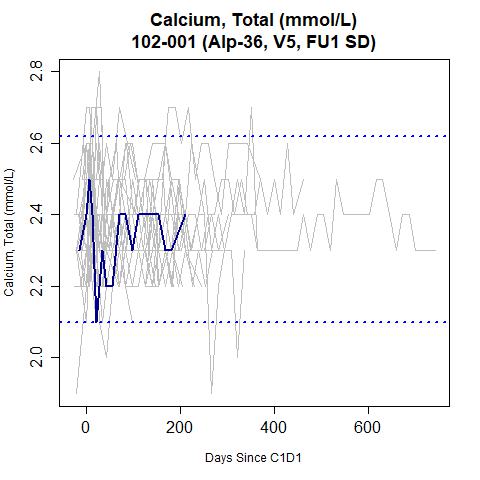 Calcium, Total (mmol/L)
102-001 (Alp-36, V5, FU1 SD)
Calcium, Total (mmol/L)
2.8
2.6
2.4
2.2
2.0
0
200
400
600
Days Since C1D1